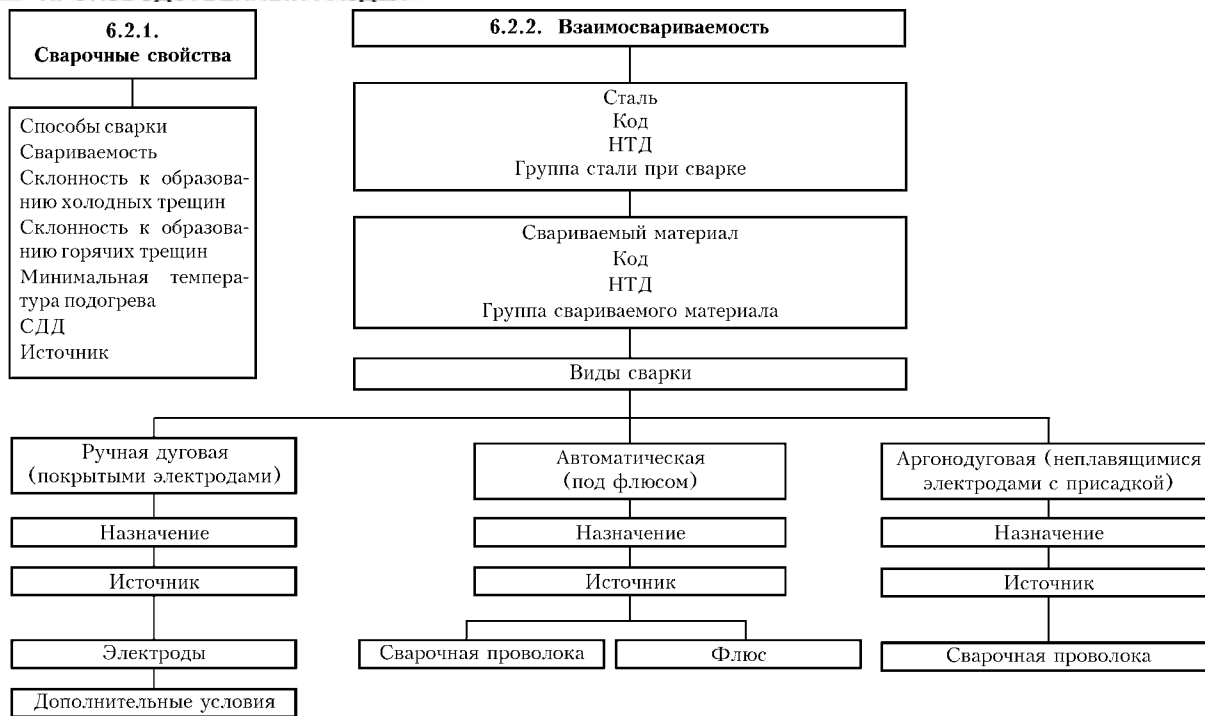 6.2.1.
Сварочные свойства
Способы сварки
Свариваемость
Склонность к образова-
нию холодных трещин
Склонность к образова-
нию горячих трещин
Минимальная темпера-
тура подогрева
СДД
Источник
6.2.2. Взаимосвариваемость
Сталь
Код
НТД
Группа стали при сварке
Свариваемый материал
Код
НТД
Группа свариваемого материала
Виды сварки
Ручная дуговая
(покрытыми электродами)
Назначение
Источник
Электроды
Дополнительные условия
Автоматическая
(под флюсом)
Назначение
Источник
Сварочная проволока
Флюс
Аргонодуговая (неплавящимися
электродами с присадкой)
Назначение
Источник
Сварочная проволока